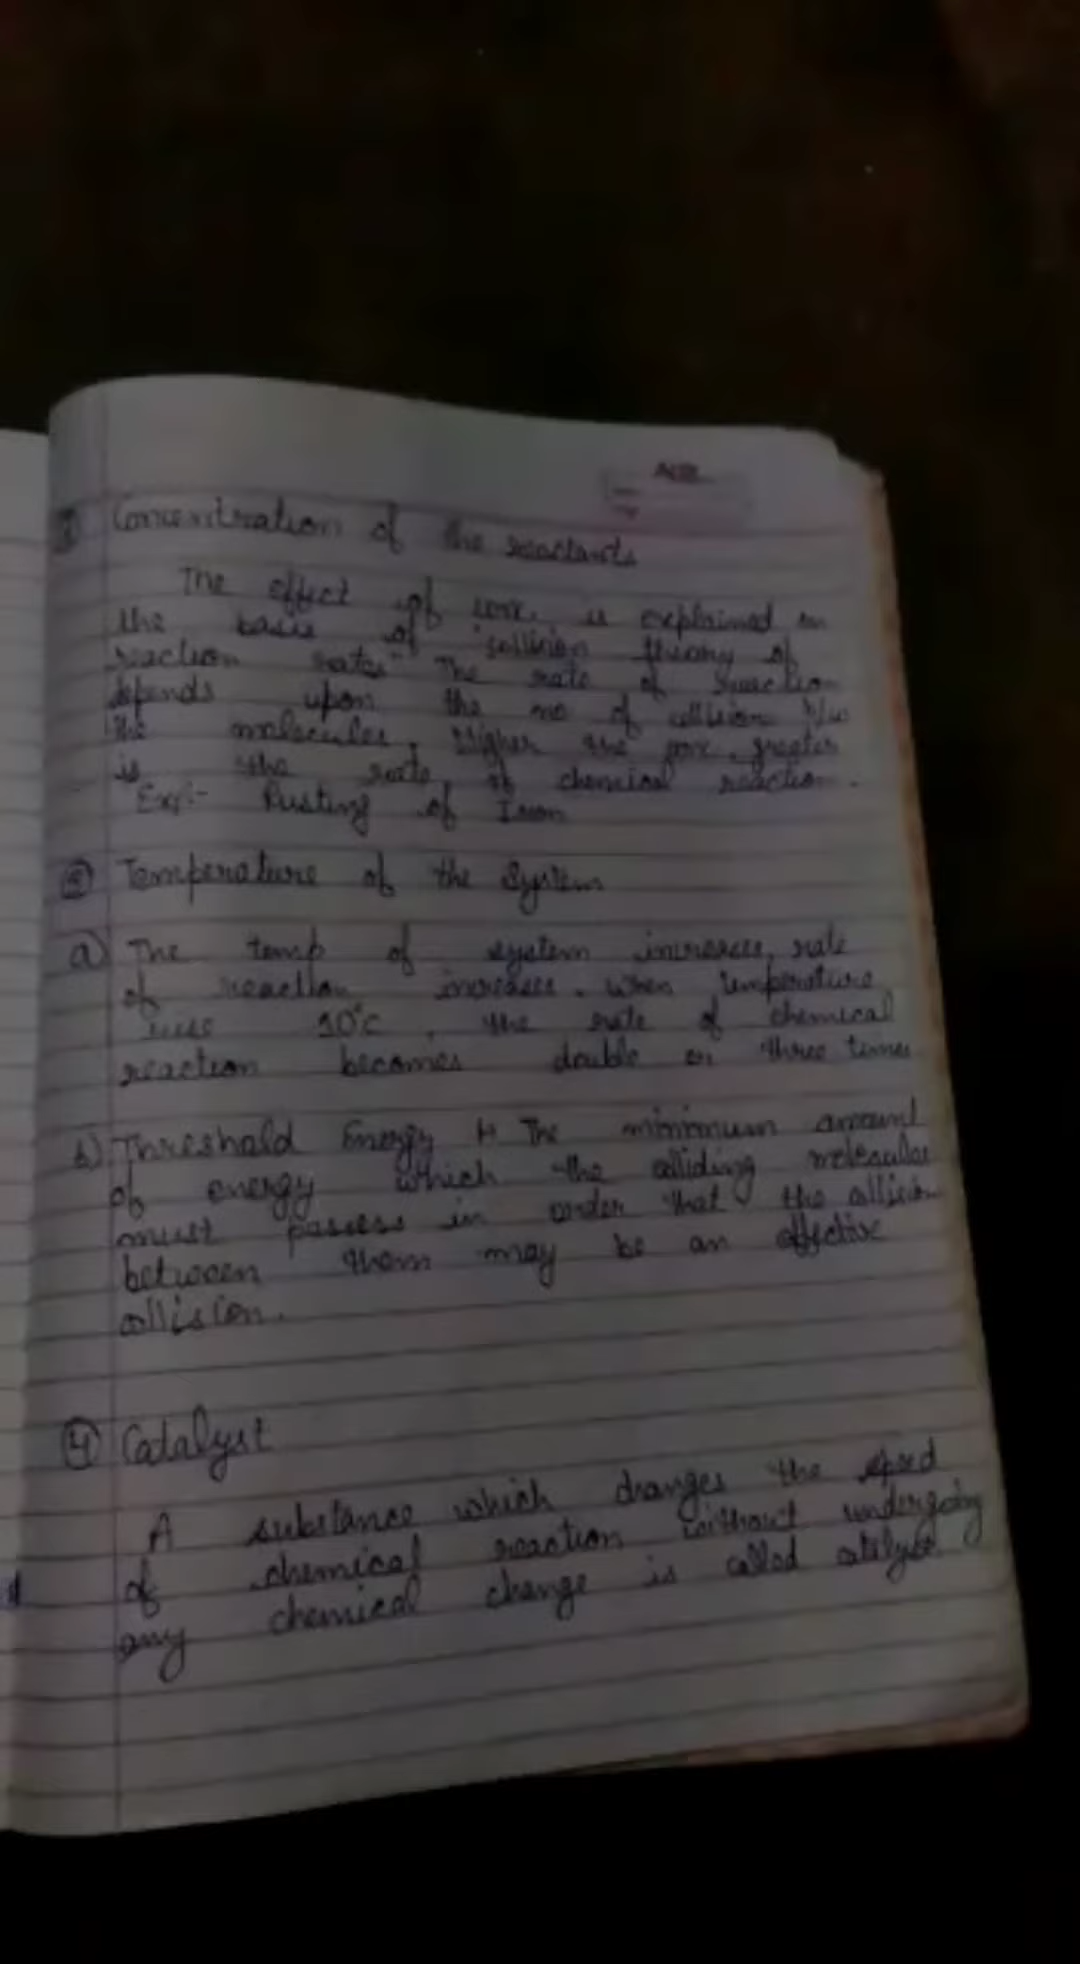 Concentration of the reactants
The effect of conc. is explained on
the basis of "collision theory of
reaction rates" The rate of reaction
depends upon the no of collision b/w
the molecules. Higher the conc. greater
is the rate of chemical reaction.
Exp:- Rusting of Iron
Temperature of the System
a) The temp of system increases, rate
of reaction increases. when temperature
rise 10°C, the rate of chemical
reaction becomes double or three times
b) Threshold Energy :- The minimum amount
of energy which the colliding molecules
must possess in order that the collision
between them may be an effective
collision.
④ Catalyst
A substance which changes the speed
of chemical reaction without undergoing
any chemical change is called catalyst